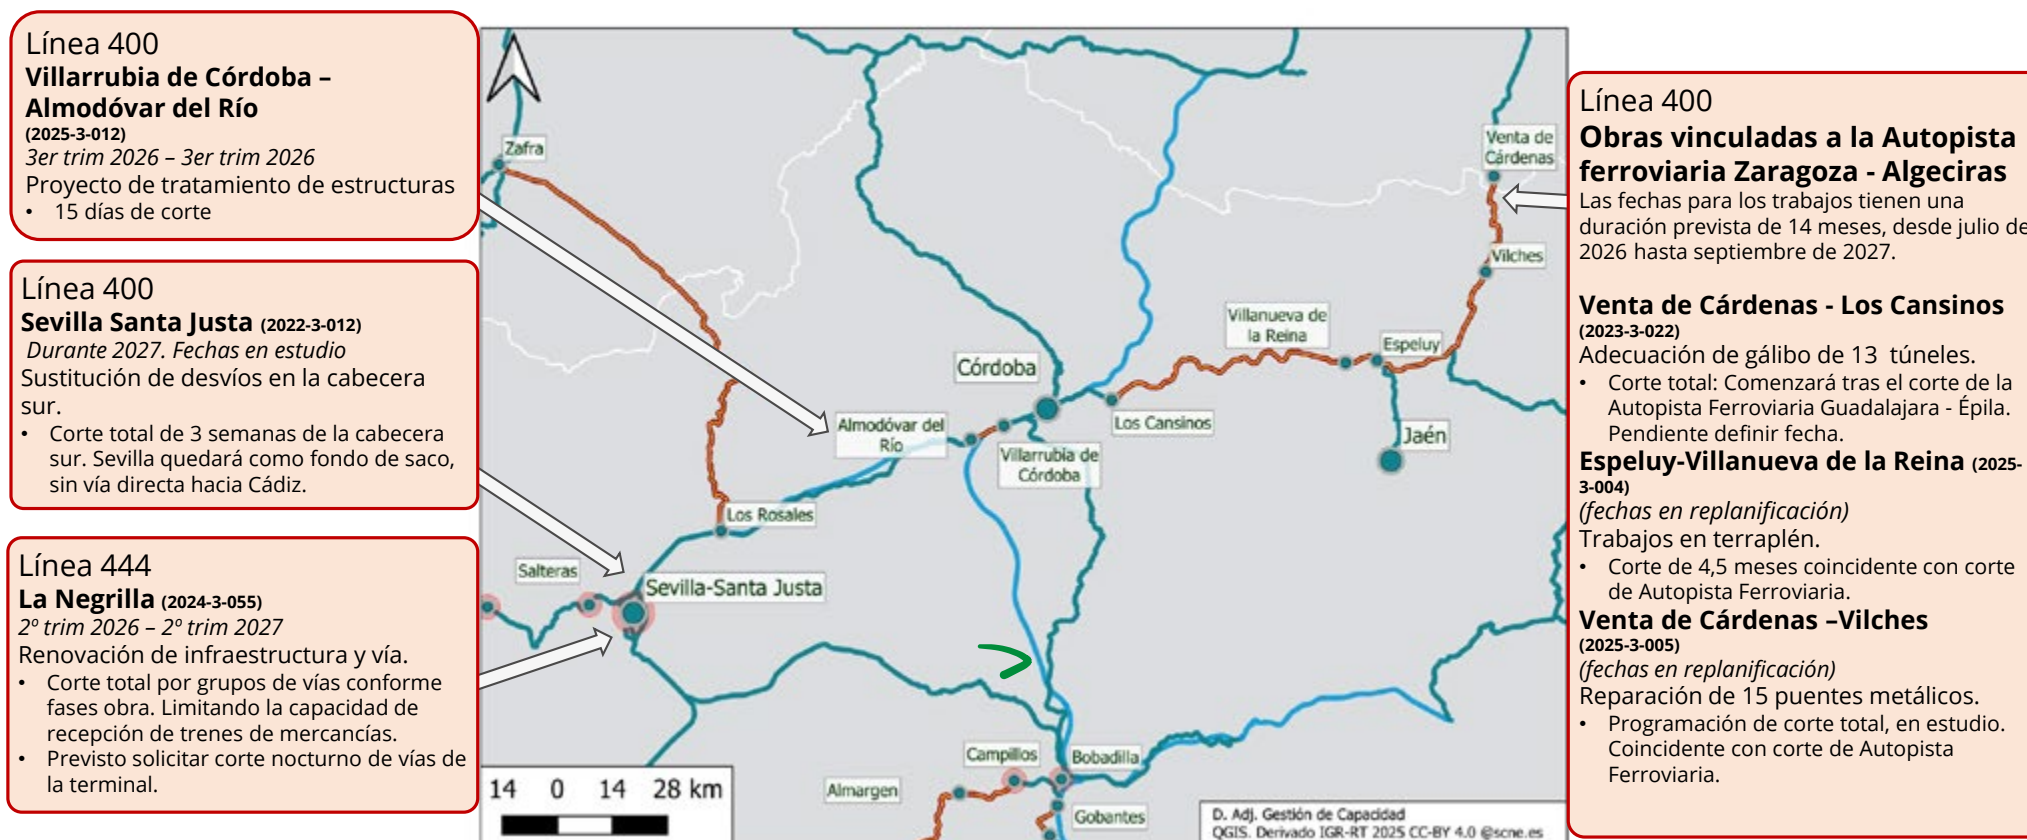 Línea 400
Villarrubia de Córdoba –
Almodóvar del Río
(2025-3-012)
3er trim 2026 – 3er trim 2026
Proyecto de tratamiento de estructuras
• 15 días de corte
Línea 400
Sevilla Santa Justa (2022-3-012)
Durante 2027. Fechas en estudio
Sustitución de desvíos en la cabecera
sur.
• Corte total de 3 semanas de la cabecera
sur. Sevilla quedará como fondo de saco,
sin vía directa hacia Cádiz.
Línea 444
La Negrilla (2024-3-055)
2º trim 2026 – 2º trim 2027
Renovación de infraestructura y vía.
• Corte total por grupos de vías conforme
fases obra. Limitando la capacidad de
recepción de trenes de mercancías.
• Previsto solicitar corte nocturno de vías de
la terminal.
Zafra
Venta de
Cárdenas
Vilches
Villanueva de
la Reina
Espeluy
Córdoba
Los Cansinos
Jaén
Almodóvar del
Río
Villarrubia de
Córdoba
Los Rosales
Salteras
Sevilla-Santa Justa
Campillos
Bobadilla
Almargen
Gobantes
14 0 14 28 km
D. Adj. Gestión de Capacidad
QGIS. Derivado IGR-RT 2025 CC-BY 4.0 @scne.es
Línea 400
Obras vinculadas a la Autopista
ferroviaria Zaragoza - Algeciras
Las fechas para los trabajos tienen una
duración prevista de 14 meses, desde julio de
2026 hasta septiembre de 2027.
Venta de Cárdenas - Los Cansinos
(2023-3-022)
Adecuación de gálibo de 13 túneles.
• Corte total: Comenzará tras el corte de la
Autopista Ferroviaria Guadalajara - Épila.
Pendiente definir fecha.
Espeluy-Villanueva de la Reina (2025-
3-004)
(fechas en replanificación)
Trabajos en terraplén.
• Corte de 4,5 meses coincidente con corte
de Autopista Ferroviaria.
Venta de Cárdenas –Vilches
(2025-3-005)
(fechas en replanificación)
Reparación de 15 puentes metálicos.
• Programación de corte total, en estudio.
Coincidente con corte de Autopista
Ferroviaria.